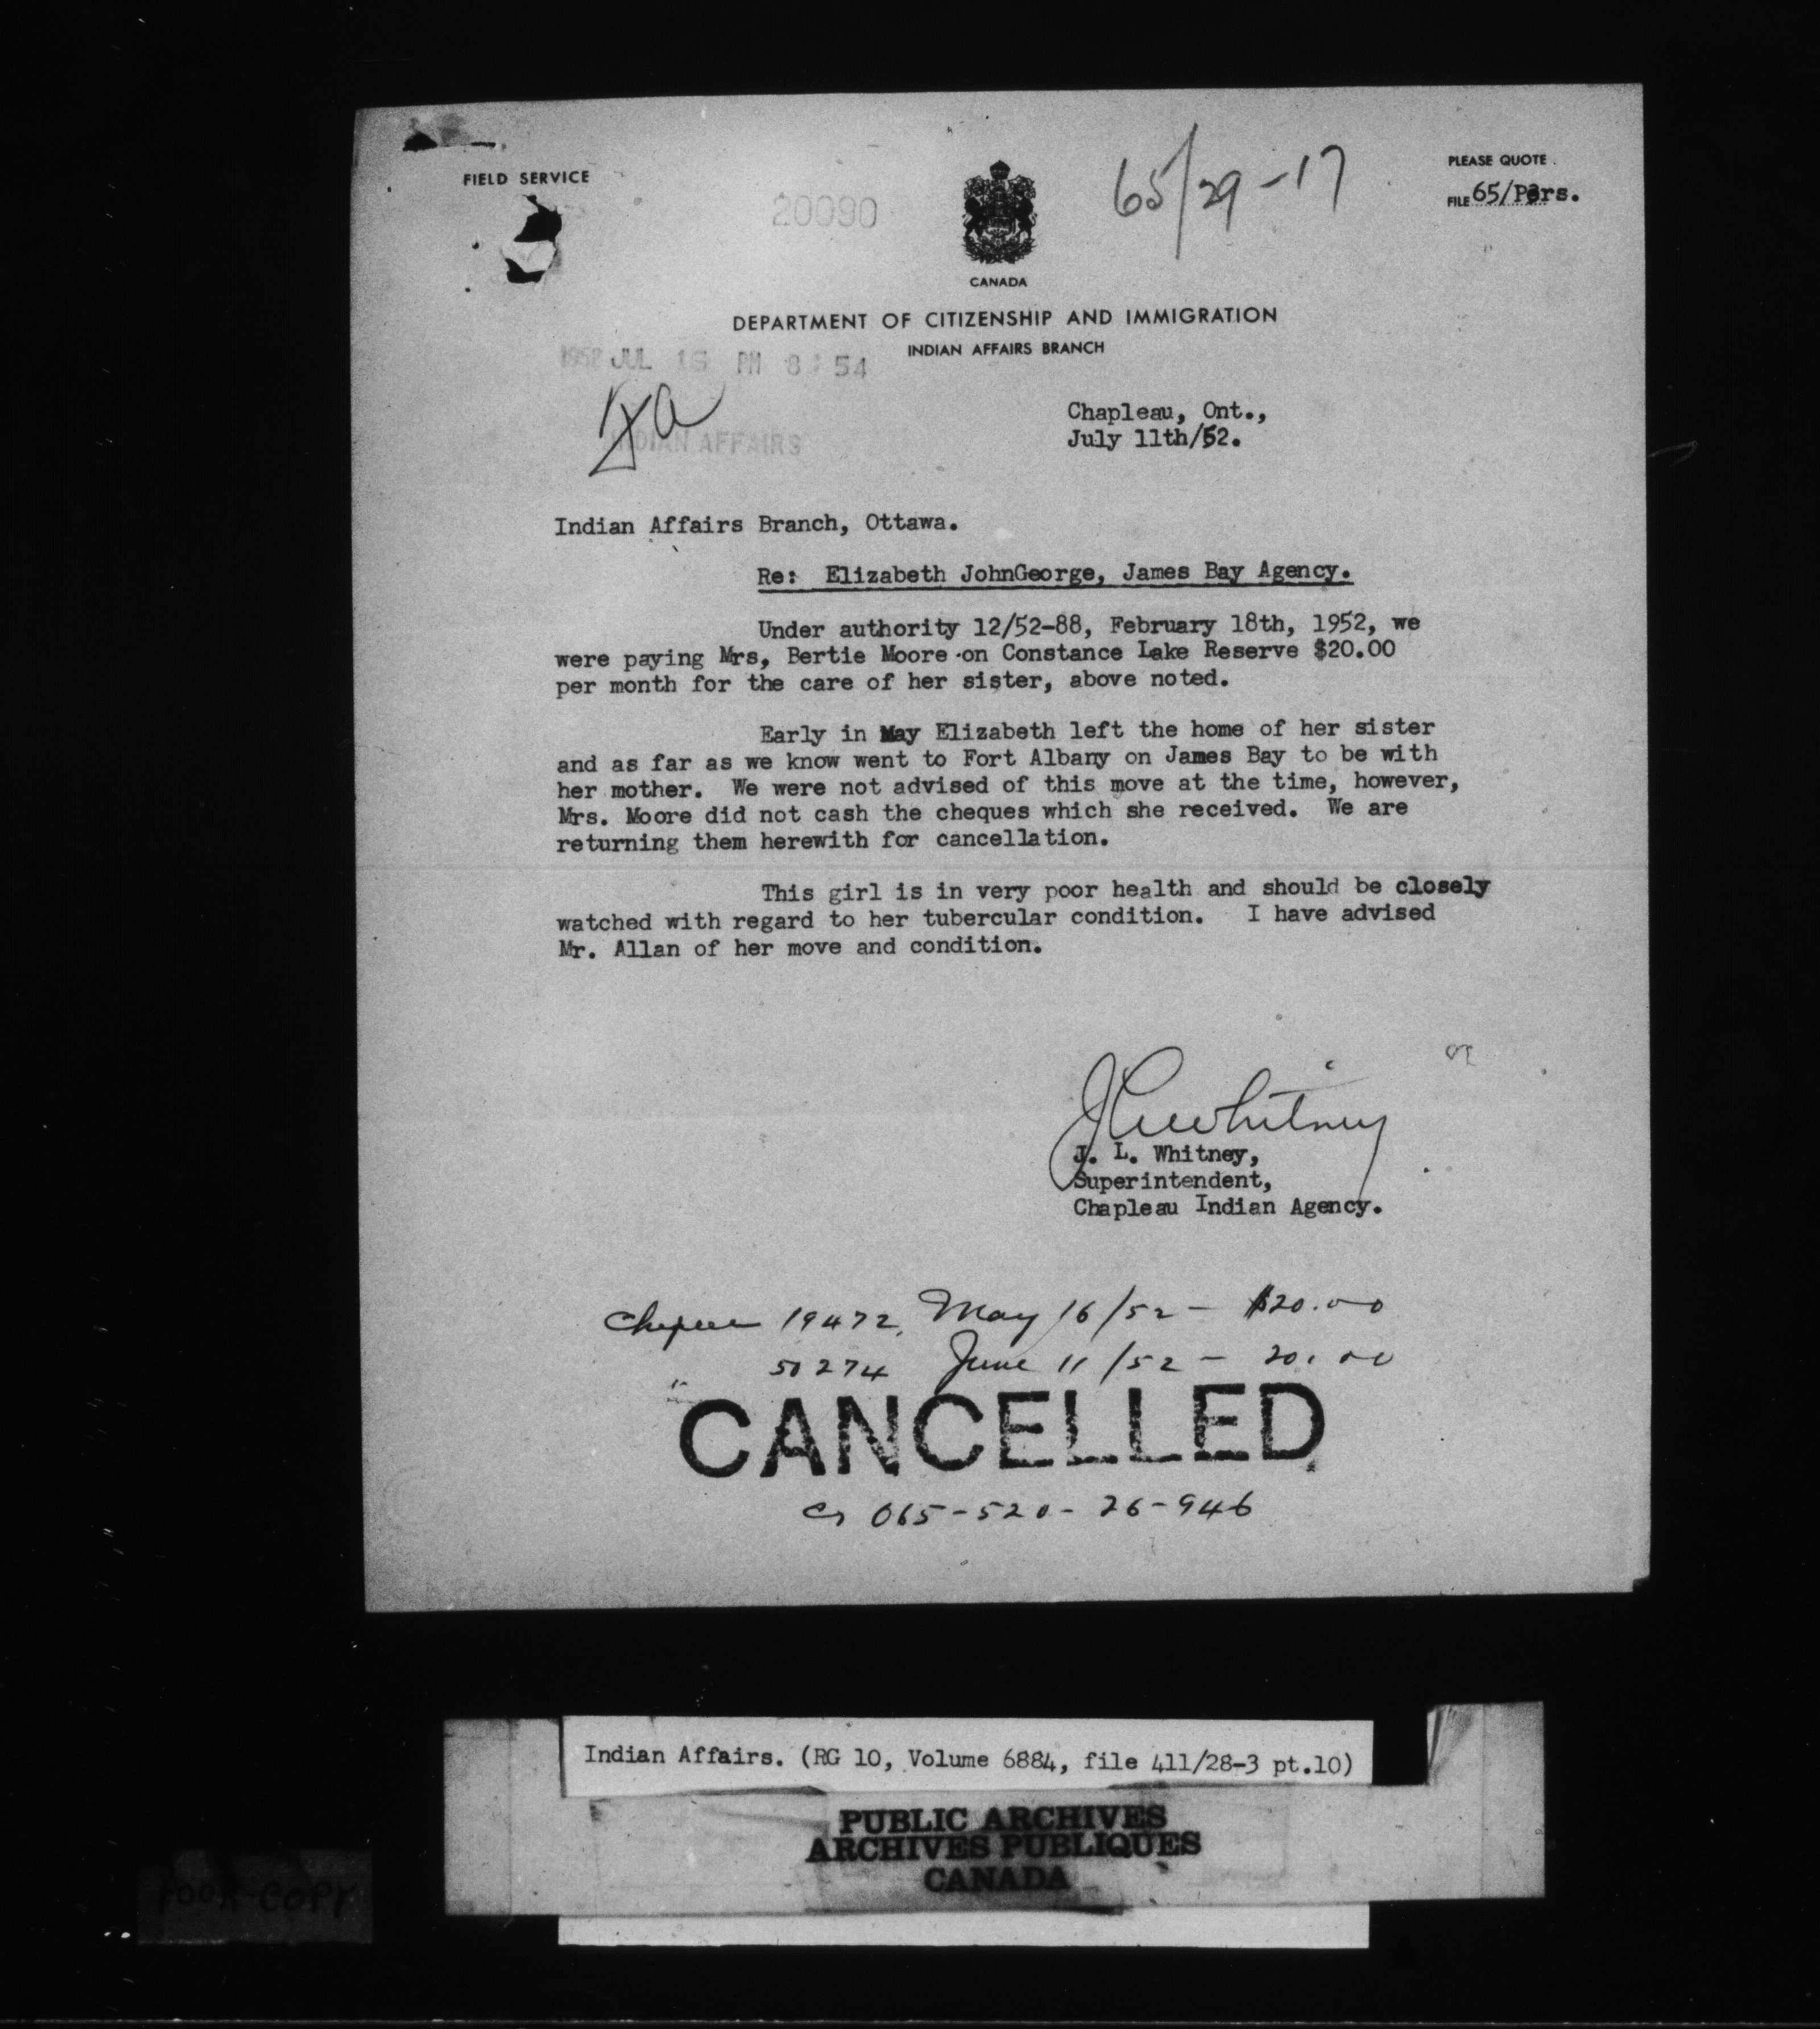 FIELD SERVICE
20090
65/29-17
PLEASE QUOTE
FILE 65/Pers.
CANADA
DEPARTMENT OF CITIZENSHIP AND IMMIGRATION
INDIAN AFFAIRS BRANCH
1952 JUL 15 PM 8:54
INDIAN AFFAIRS
Chapleau, Ont.,
July 11th/52.
Indian Affairs Branch, Ottawa.
Re: Elizabeth JohnGeorge, James Bay Agency.
Under authority 12/52-88, February 18th, 1952, we
were paying Mrs, Bertie Moore on Constance Lake Reserve $20.00
per month for the care of her sister, above noted.
Early in May Elizabeth left the home of her sister
and as far as we know went to Fort Albany on James Bay to be with
her mother. We were not advised of this move at the time, however,
Mrs. Moore did not cash the cheques which she received. We are
returning them herewith for cancellation.
This girl is in very poor health and should be closely
watched with regard to her tubercular condition. I have advised
Mr. Allan of her move and condition.
JLWhitney
J. L. Whitney,
Superintendent,
Chapleau Indian Agency.
Cheque 19472, May 16/52 - $20.00
" 50274 June 11/52 - 20.00
CANCELLED
Cr 065-520-26-946
Indian Affairs. (RG 10, Volume 6884, file 411/28-3 pt.10)
PUBLIC ARCHIVES
ARCHIVES PUBLIQUES
CANADA
POOR COPY